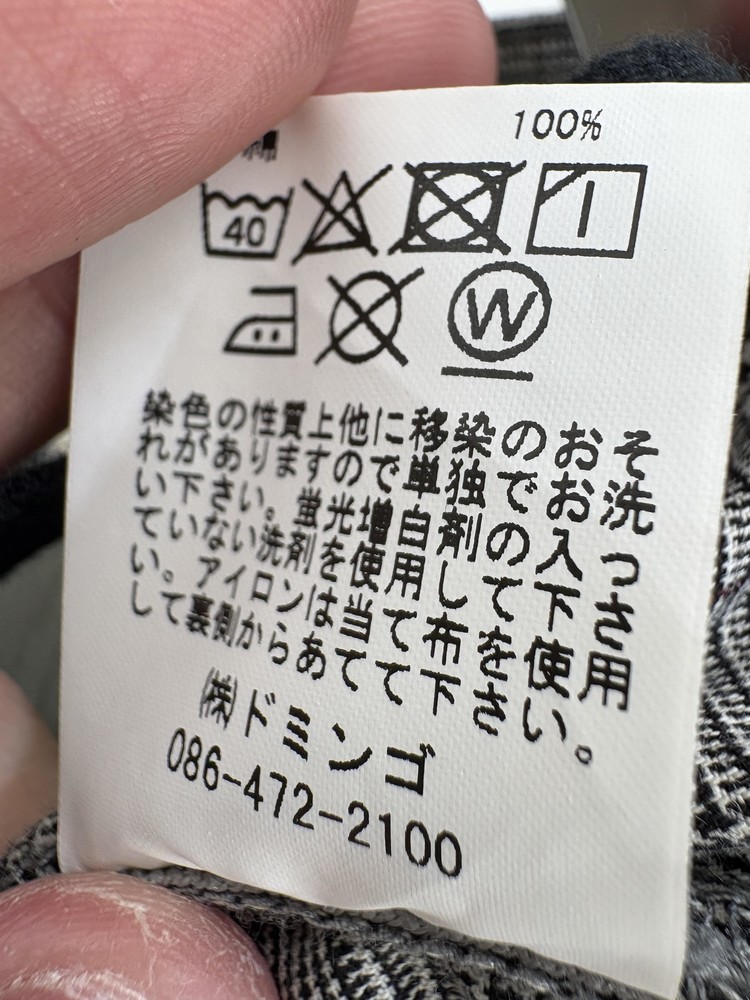 綿 100%
40
W
染色の性質上他に移染のおそ
れがありますので単独でお洗
い下さい。蛍光増白剤の入っ
ていない洗剤を使用して下さ
い。アイロンは当て布を使用
して裏側からあてて下さい。
㈱ドミンゴ
086-472-2100